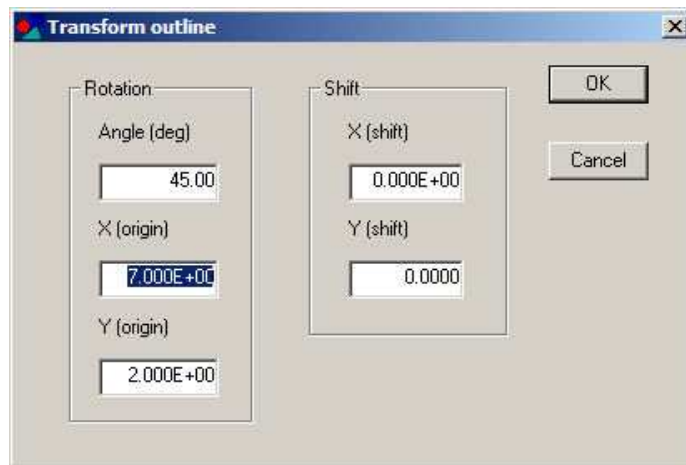 Transform outline
Rotation
Angle (deg)
45.00
X (origin)
7.000E+00
Y (origin)
2.000E+00
Shift
X (shift)
0.000E+00
Y (shift)
0.0000
OK
Cancel